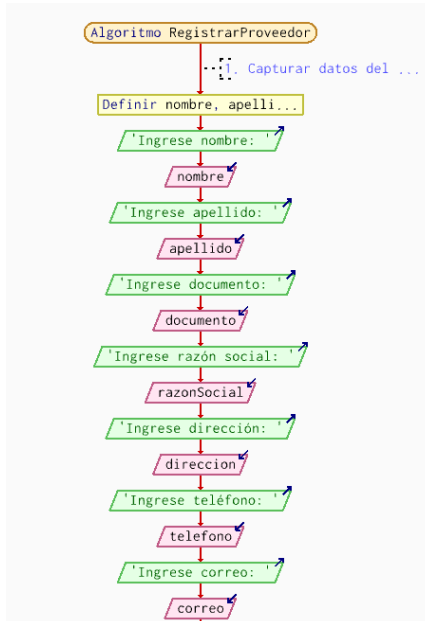 Algoritmo RegistrarProveedor
1. Capturar datos del ...
Definir nombre, apelli...
'Ingrese nombre: '
nombre
'Ingrese apellido: '
apellido
'Ingrese documento: '
documento
'Ingrese razón social: '
razonSocial
'Ingrese dirección: '
direccion
'Ingrese teléfono: '
telefono
'Ingrese correo: '
correo